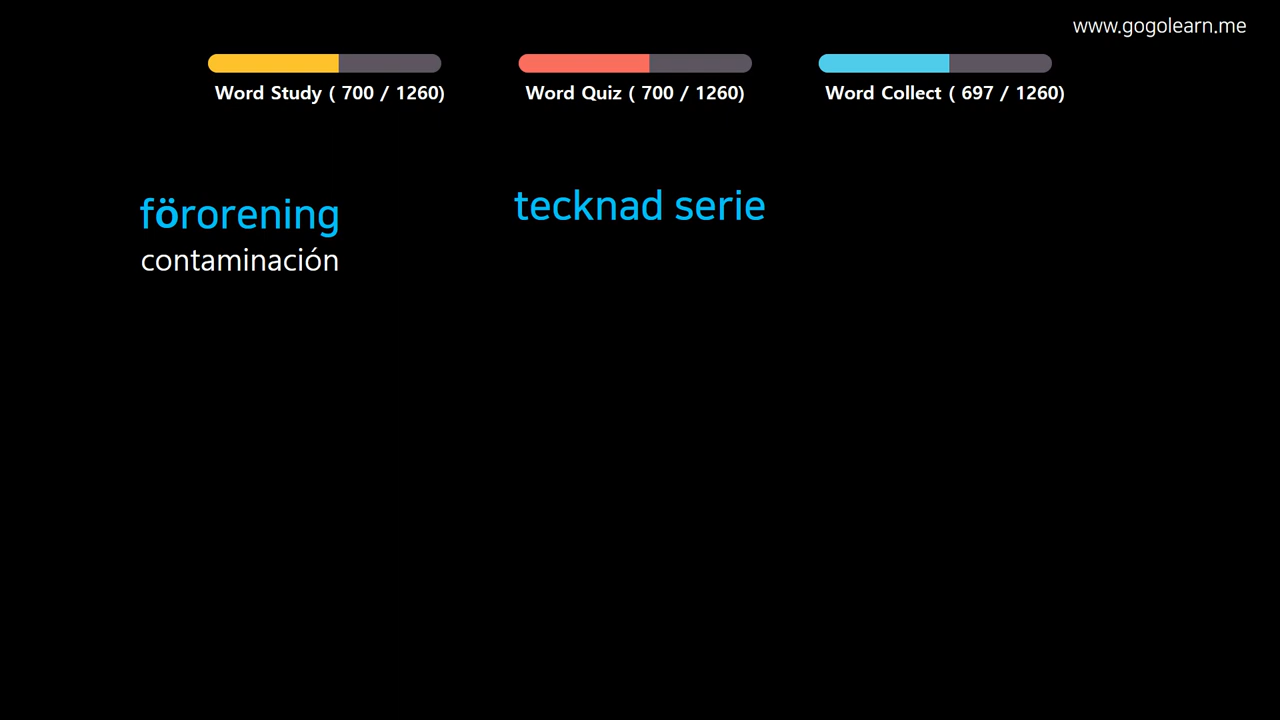 www.gogolearn.me
Word Study ( 700 / 1260)
Word Quiz ( 700 / 1260)
Word Collect ( 697 / 1260)
förorening
contaminación
tecknad serie